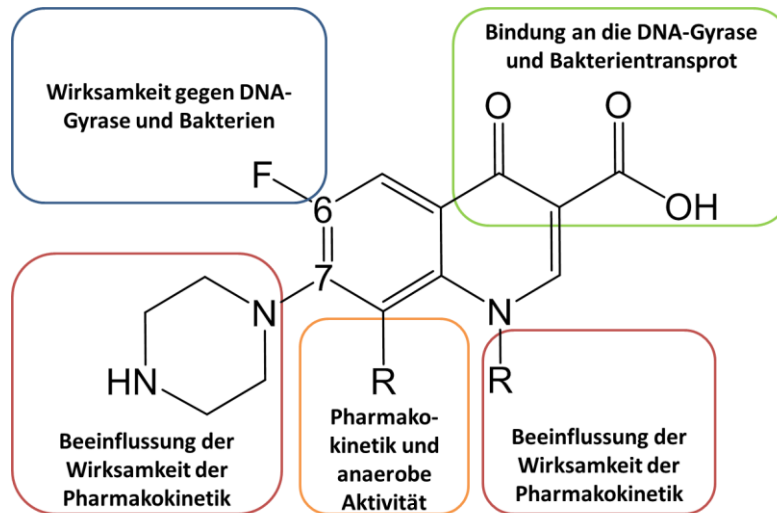 Wirksamkeit gegen DNA-
Gyrase und Bakterien
Bindung an die DNA-Gyrase
und Bakterientransprot
O
O
F
6
OH
7
N
N
HN
R
R
Beeinflussung der
Wirksamkeit der
Pharmakokinetik
Pharmako-
kinetik und
anaerobe
Aktivität
Beeinflussung der
Wirksamkeit der
Pharmakokinetik